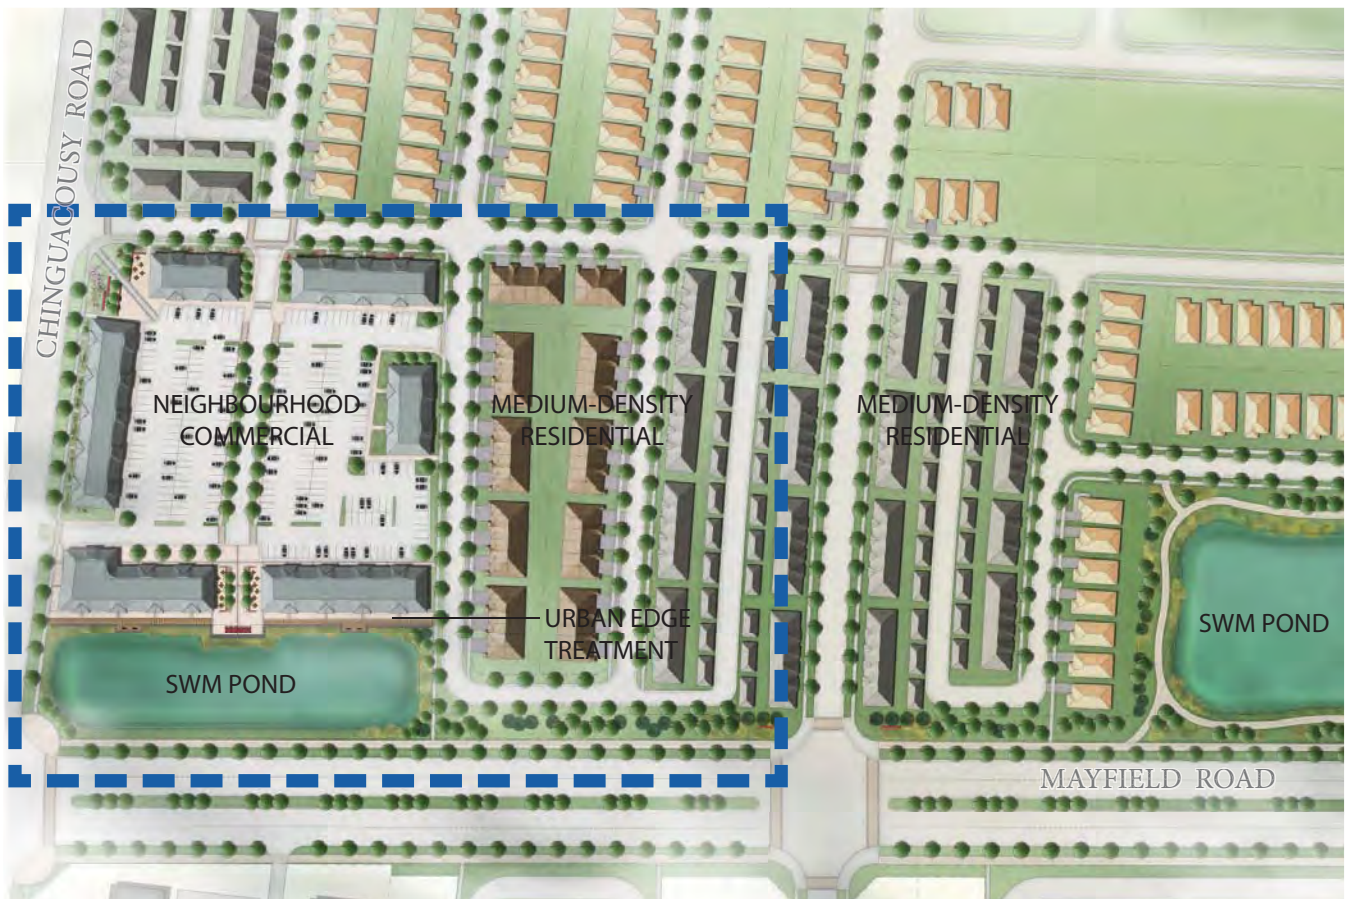 CHINGUACOUSY ROAD
NEIGHBOURHOOD
COMMERCIAL
MEDIUM-DENSITY
RESIDENTIAL
MEDIUM-DENSITY
RESIDENTIAL
URBAN EDGE
TREATMENT
SWM POND
SWM POND
MAYFIELD ROAD